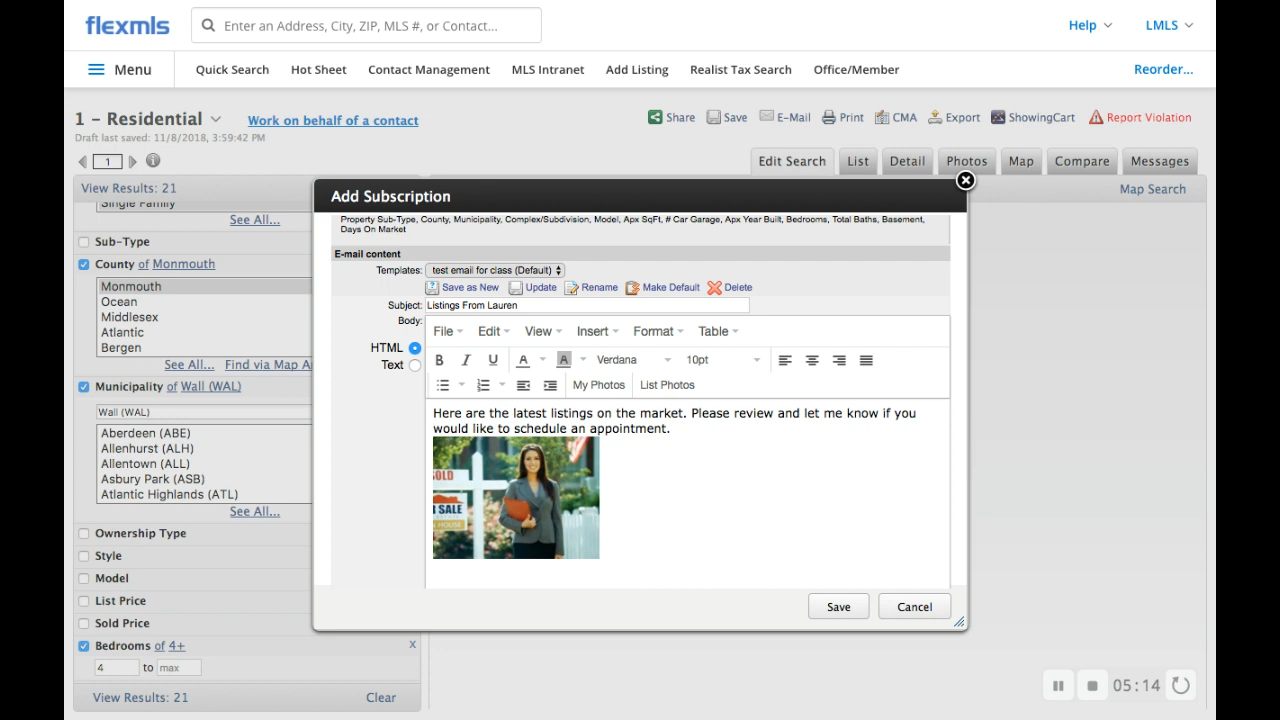 flexmls
Enter an Address, City, ZIP, MLS #, or Contact...
Help
LMLS
Menu
Quick Search
Hot Sheet
Contact Management
MLS Intranet
Add Listing
Realist Tax Search
Office/Member
Reorder...
1 – Residential
Work on behalf of a contact
Share
Save
E-Mail
Print
CMA
Export
ShowingCart
Report Violation
Draft last saved: 11/8/2018, 3:59:42 PM
1
Edit Search
List
Detail
Photos
Map
Compare
Messages
View Results: 21
Map Search
Single Family
See All...
Sub-Type
County of Monmouth
Monmouth
Ocean
Middlesex
Atlantic
Bergen
See All...
Find via Map A
Municipality of Wall (WAL)
Wall (WAL)
Aberdeen (ABE)
Allenhurst (ALH)
Allentown (ALL)
Asbury Park (ASB)
Atlantic Highlands (ATL)
See All...
Ownership Type
Style
Model
List Price
Sold Price
Bedrooms of 4+
X
4 to max
View Results: 21
Clear
Add Subscription
Property Sub-Type, County, Municipality, Complex/Subdivision, Model, Apx SqFt, # Car Garage, Apx Year Built, Bedrooms, Total Baths, Basement,
Days On Market
E-mail content
Templates: test email for class (Default)
Save as New
Update
Rename
Make Default
Delete
Subject: Listings From Lauren
Body:
HTML
Text
File
Edit
View
Insert
Format
Table
B I U A A Verdana 10pt
My Photos
List Photos
Here are the latest listings on the market. Please review and let me know if you
would like to schedule an appointment.
SOLD
SALE
N HOUSE
Save
Cancel
05:14